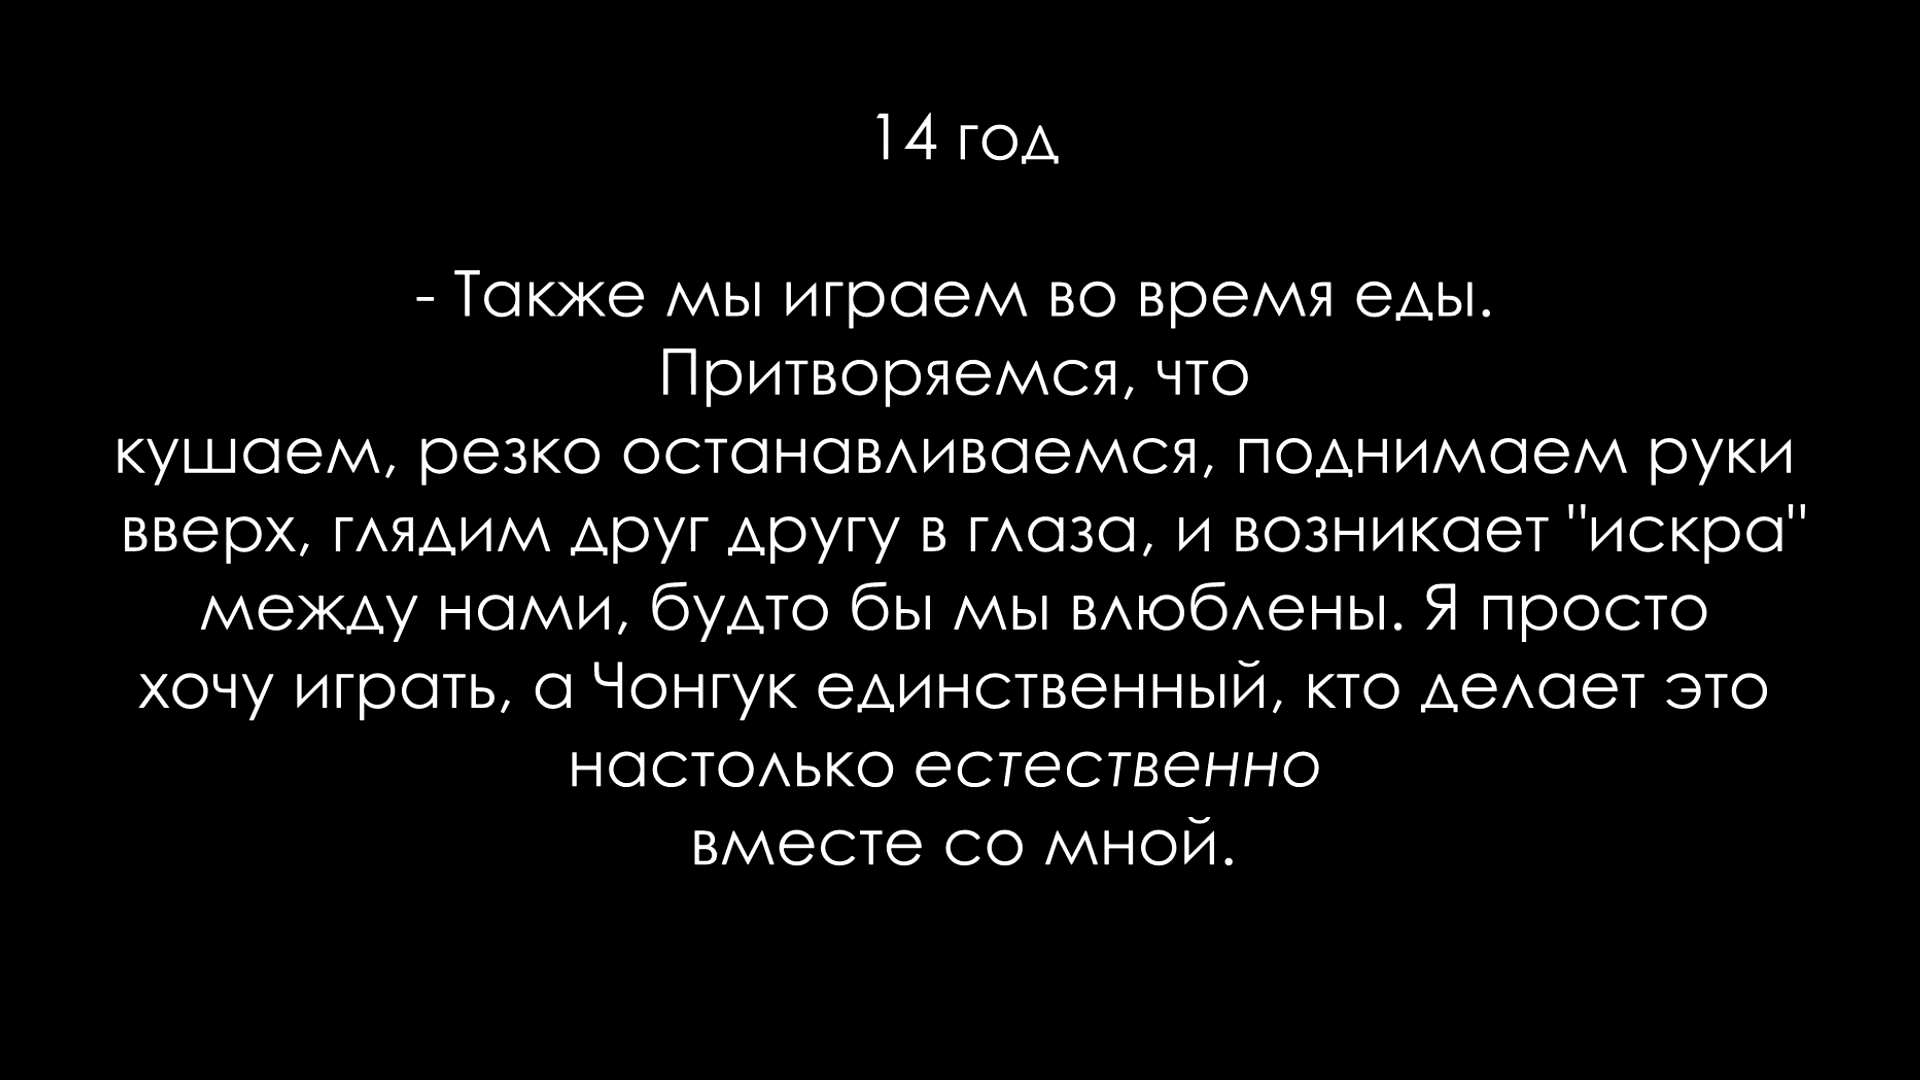 14 год
- Также мы играем во время еды.
Притворяемся, что
кушаем, резко останавливаемся, поднимаем руки
вверх, глядим друг другу в глаза, и возникает "искра"
между нами, будто бы мы влюблены. Я просто
хочу играть, а Чонгук единственный, кто делает это
настолько естественно
вместе со мной.